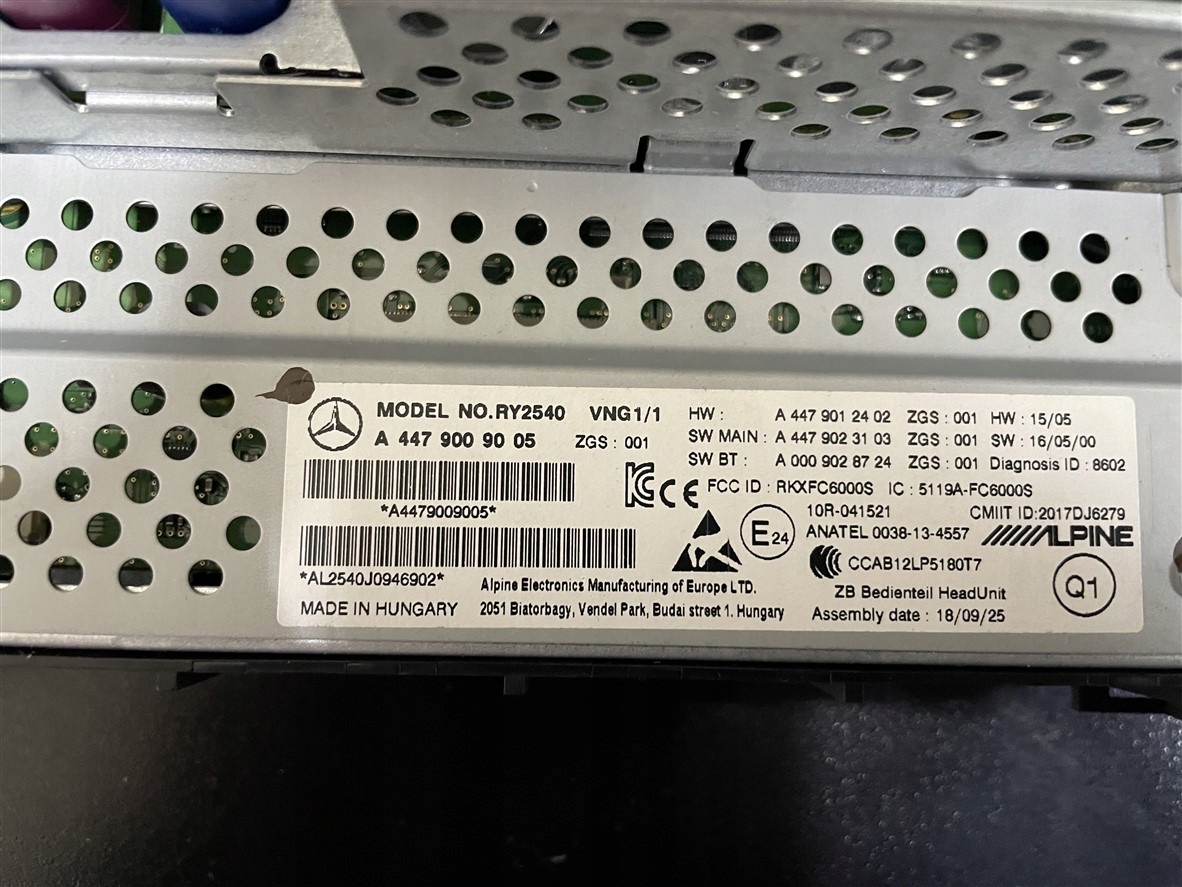 MODEL NO.RY2540 VNG1/1
A 447 900 90 05 ZGS : 001
HW : A 447 901 24 02 ZGS : 001 HW : 15/05
SW MAIN : A 447 902 31 03 ZGS : 001 SW : 16/05/00
SW BT : A 000 902 87 24 ZGS : 001 Diagnosis ID : 8602
FCC ID : RKXFC6000S IC : 5119A-FC6000S
*A4479009005*
CE
E24
10R-041521 CMIIT ID:2017DJ6279
ANATEL 0038-13-4557 ALPINE
CCAB12LP5180T7
*AL2540J0946902*
Alpine Electronics Manufacturing of Europe LTD.
ZB Bedienteil HeadUnit
Q1
MADE IN HUNGARY
2051 Biatorbagy, Vendel Park, Budai street 1. Hungary
Assembly date : 18/09/25